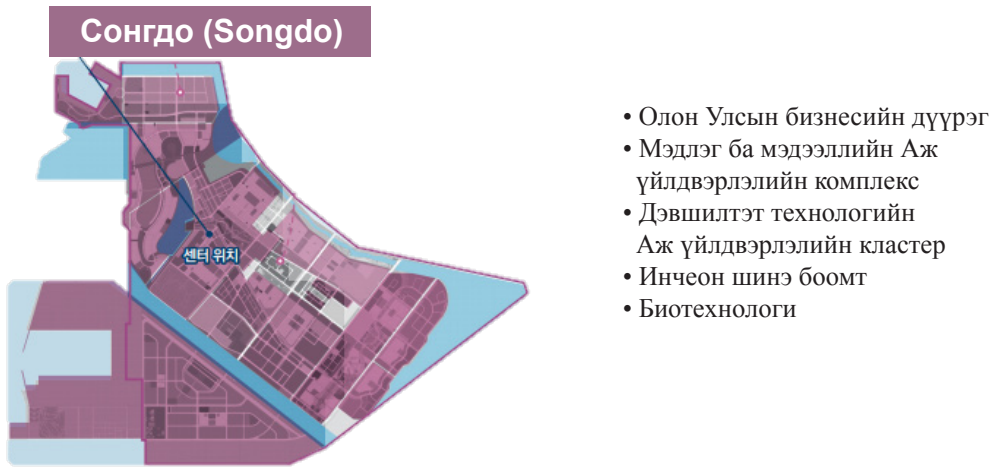 Сонгдо (Songdo)
센터 위치
• Олон Улсын бизнесийн дүүрэг
• Мэдлэг ба мэдээллийн Аж
үйлдвэрлэлийн комплекс
• Дэвшилтэт технологийн
Аж үйлдвэрлэлийн кластер
• Инчеон шинэ боомт
• Биотехнологи